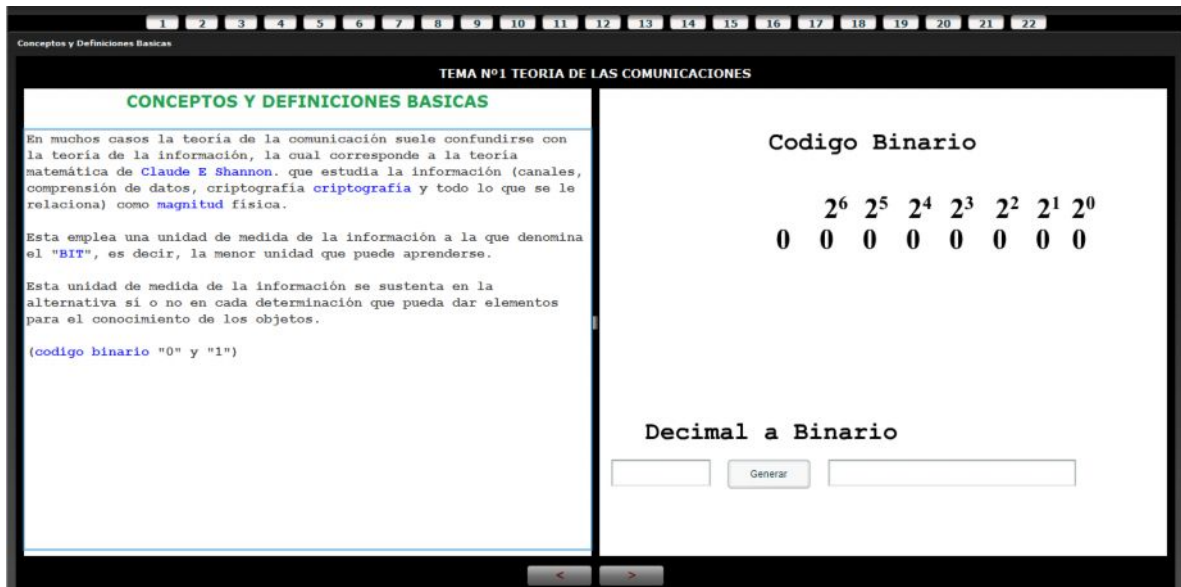 1 2 3 4 5 6 7 8 9 10 11 12 13 14 15 16 17 18 19 20 21 22
Conceptos y Definiciones Basicas
TEMA Nº1 TEORIA DE LAS COMUNICACIONES
CONCEPTOS Y DEFINICIONES BASICAS
En muchos casos la teoría de la comunicación suele confundirse con
la teoría de la información, la cual corresponde a la teoría
matemática de Claude E Shannon. que estudia la información (canales,
comprensión de datos, criptografía criptografía y todo lo que se le
relaciona) como magnitud física.
Esta emplea una unidad de medida de la información a la que denomina
el "BIT", es decir, la menor unidad que puede aprenderse.
Esta unidad de medida de la información se sustenta en la
alternativa sí o no en cada determinación que pueda dar elementos
para el conocimiento de los objetos.
(codigo binario "0" y "1")
Codigo Binario
2⁶ 2⁵ 2⁴ 2³ 2² 2¹ 2⁰
0 0 0 0 0 0 0 0
Decimal a Binario
Generar
< >